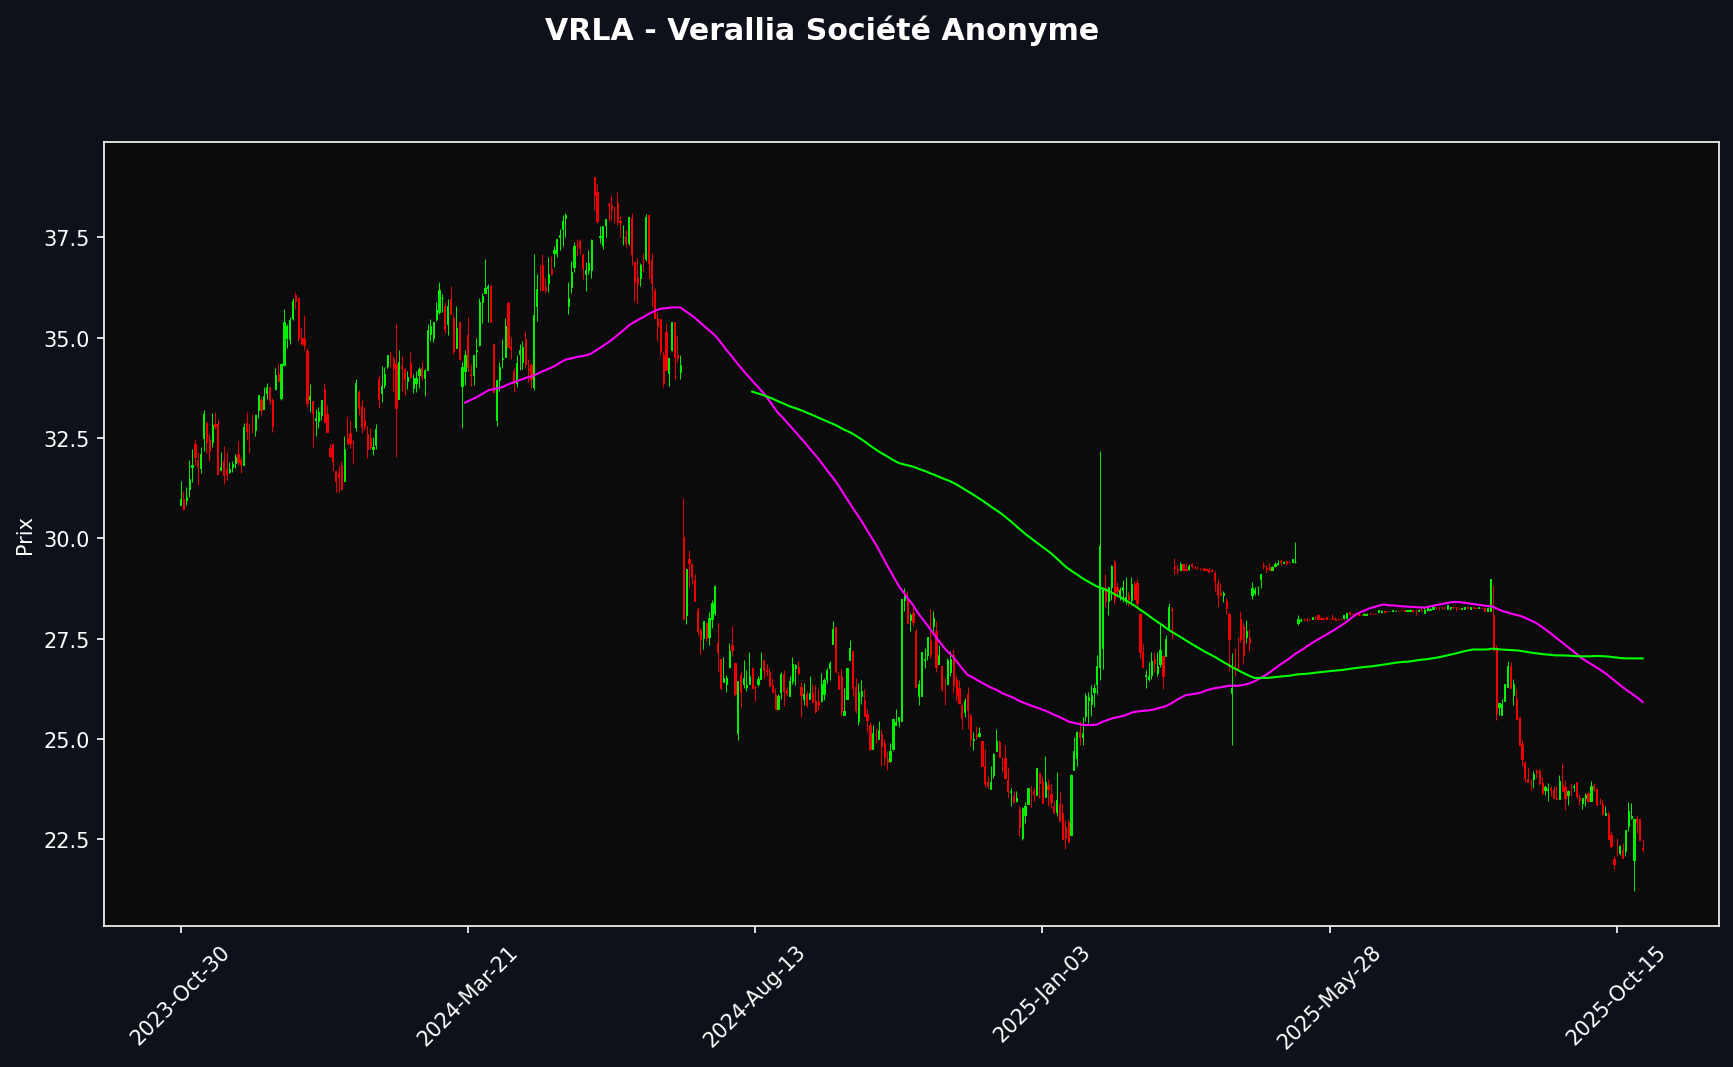 VRLA - Verallia Société Anonyme
Prix
37.5
35.0
32.5
30.0
27.5
25.0
22.5
2023-Oct-30
2024-Mar-21
2024-Aug-13
2025-Jan-03
2025-May-28
2025-Oct-15